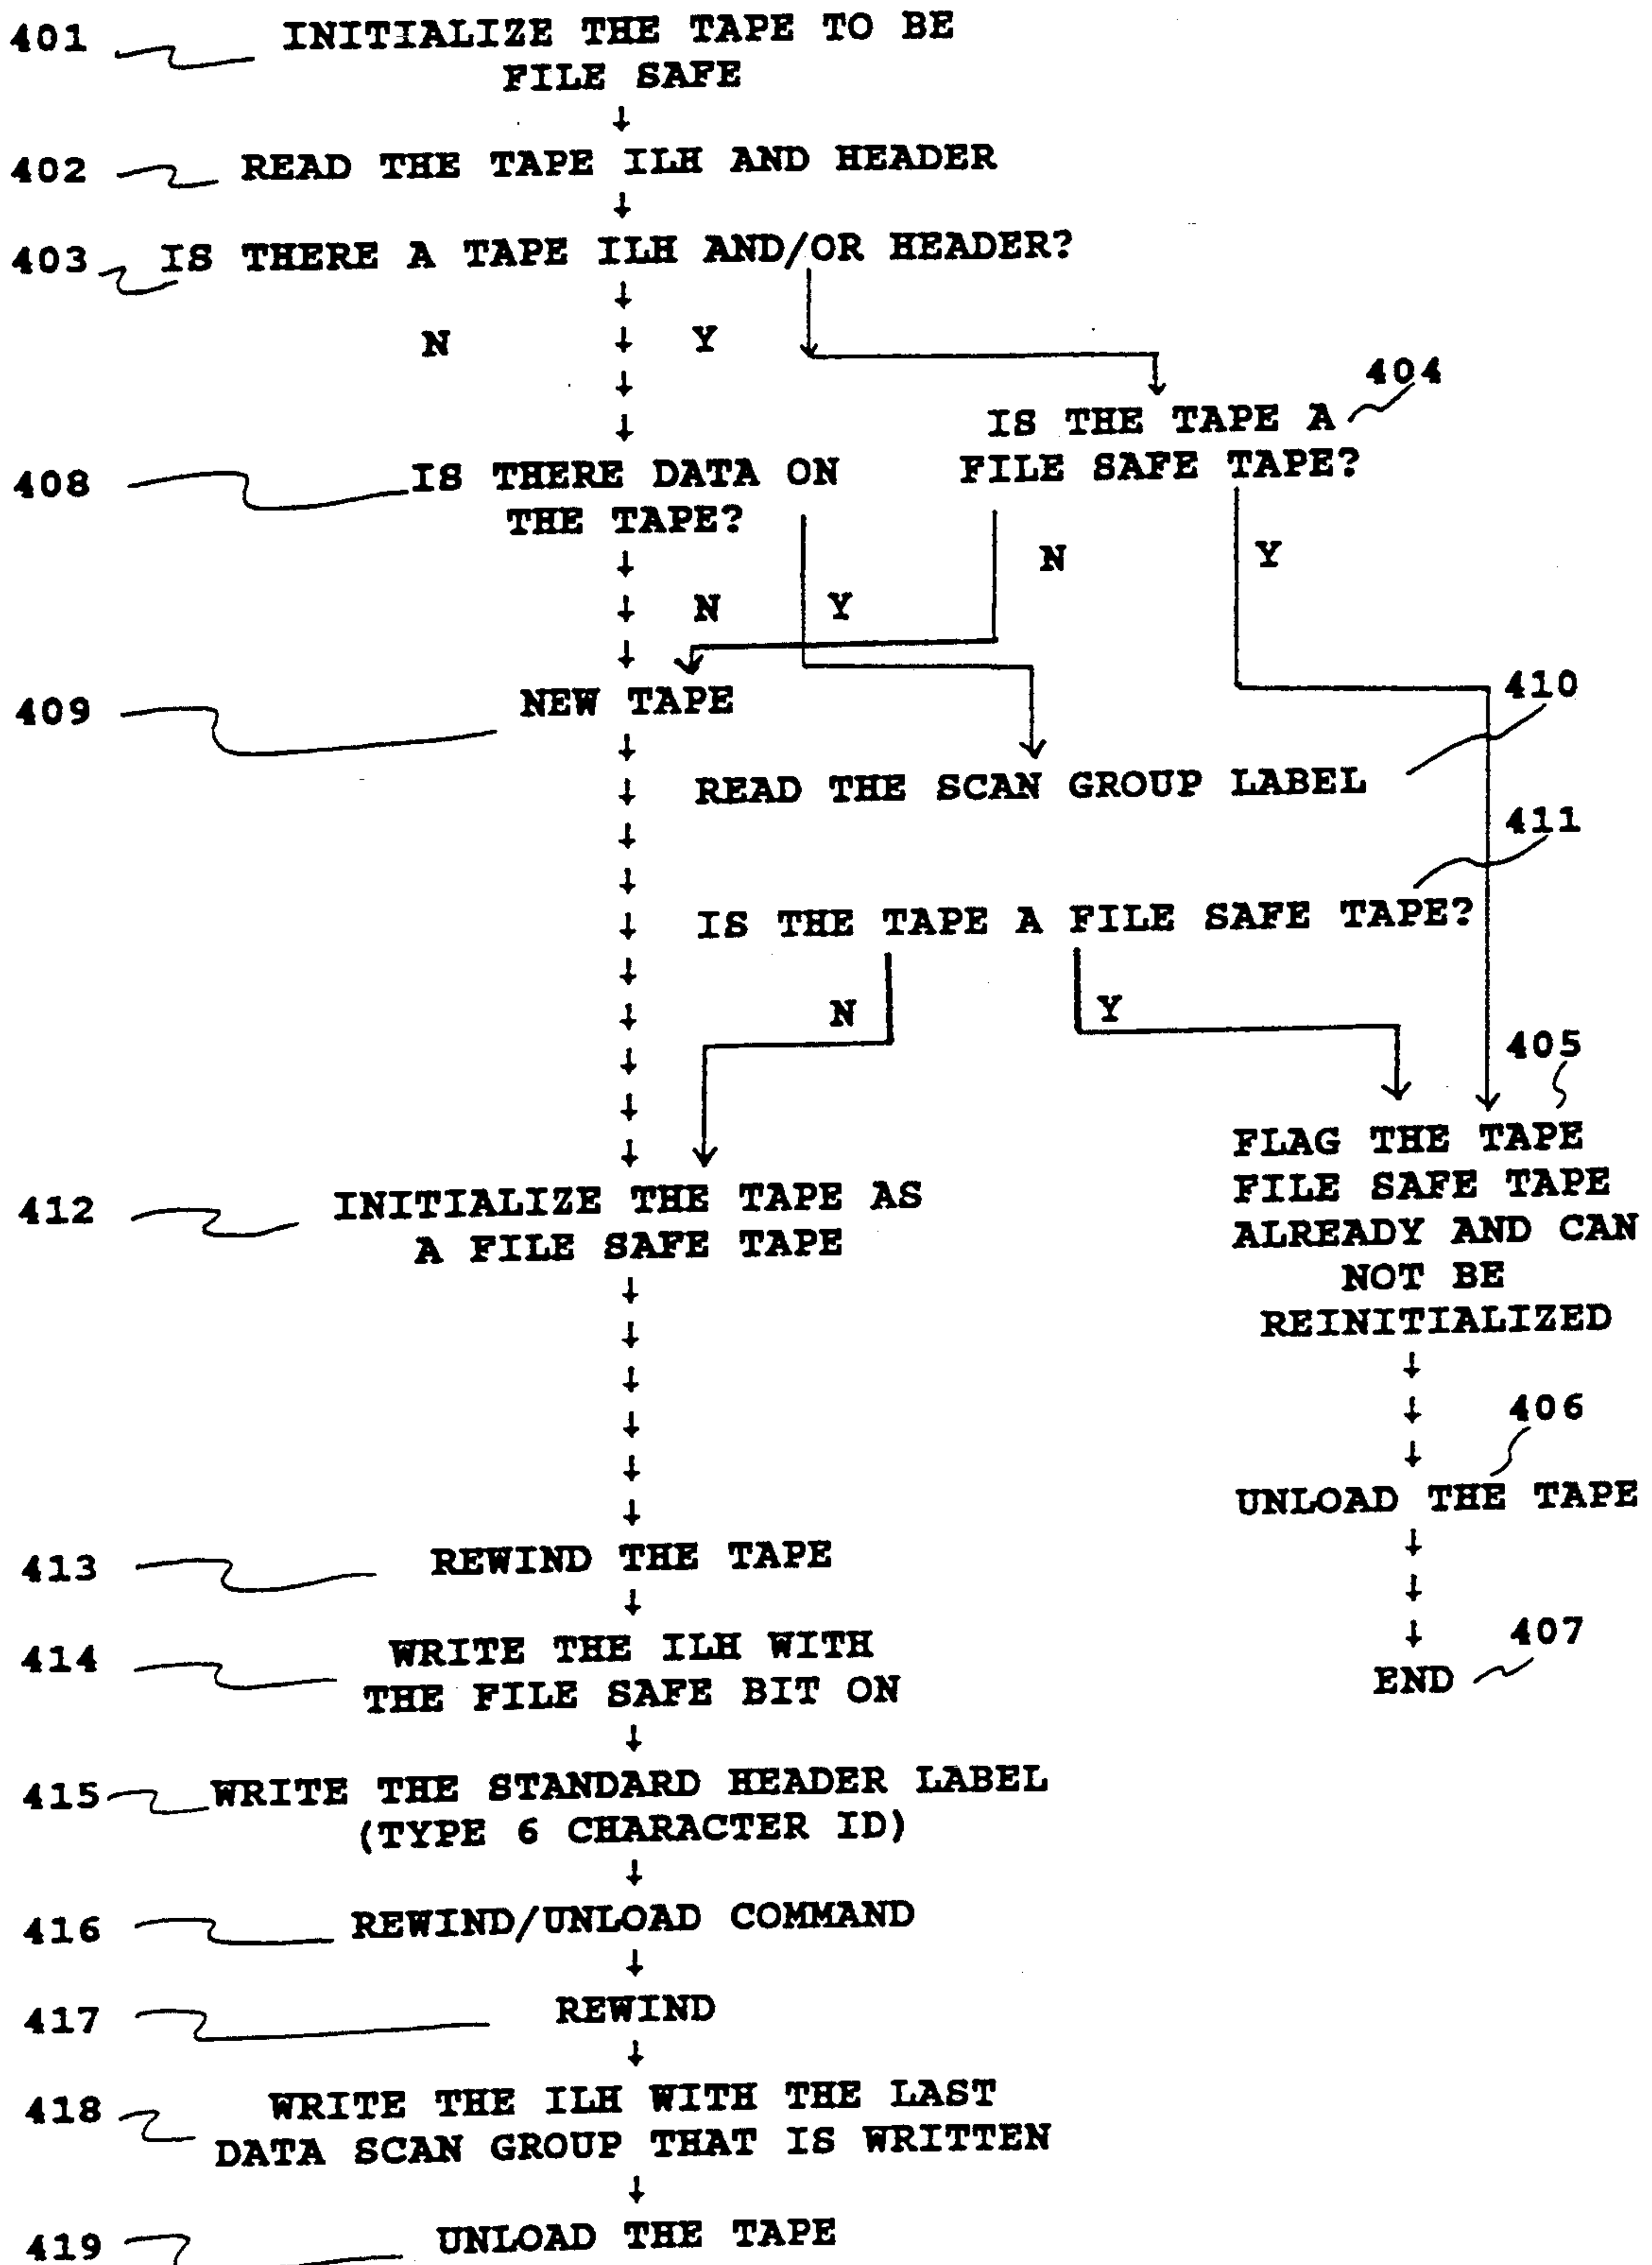 401 INITIALIZE THE TAPE TO BE
FILE SAFE
402 READ THE TAPE ILH AND HEADER
403 IS THERE A TAPE ILH AND/OR HEADER?
N Y
404
IS THE TAPE A
FILE SAFE TAPE?
408 IS THERE DATA ON
THE TAPE?
N Y
N Y
409 NEW TAPE
410
READ THE SCAN GROUP LABEL
411
IS THE TAPE A FILE SAFE TAPE?
N Y
405
FLAG THE TAPE
FILE SAFE TAPE
ALREADY AND CAN
NOT BE
REINITIALIZED
412 INITIALIZE THE TAPE AS
A FILE SAFE TAPE
406
UNLOAD THE TAPE
407
END
413 REWIND THE TAPE
414 WRITE THE ILH WITH
THE FILE SAFE BIT ON
415 WRITE THE STANDARD HEADER LABEL
(TYPE 6 CHARACTER ID)
416 REWIND/UNLOAD COMMAND
417 REWIND
418 WRITE THE ILH WITH THE LAST
DATA SCAN GROUP THAT IS WRITTEN
419 UNLOAD THE TAPE